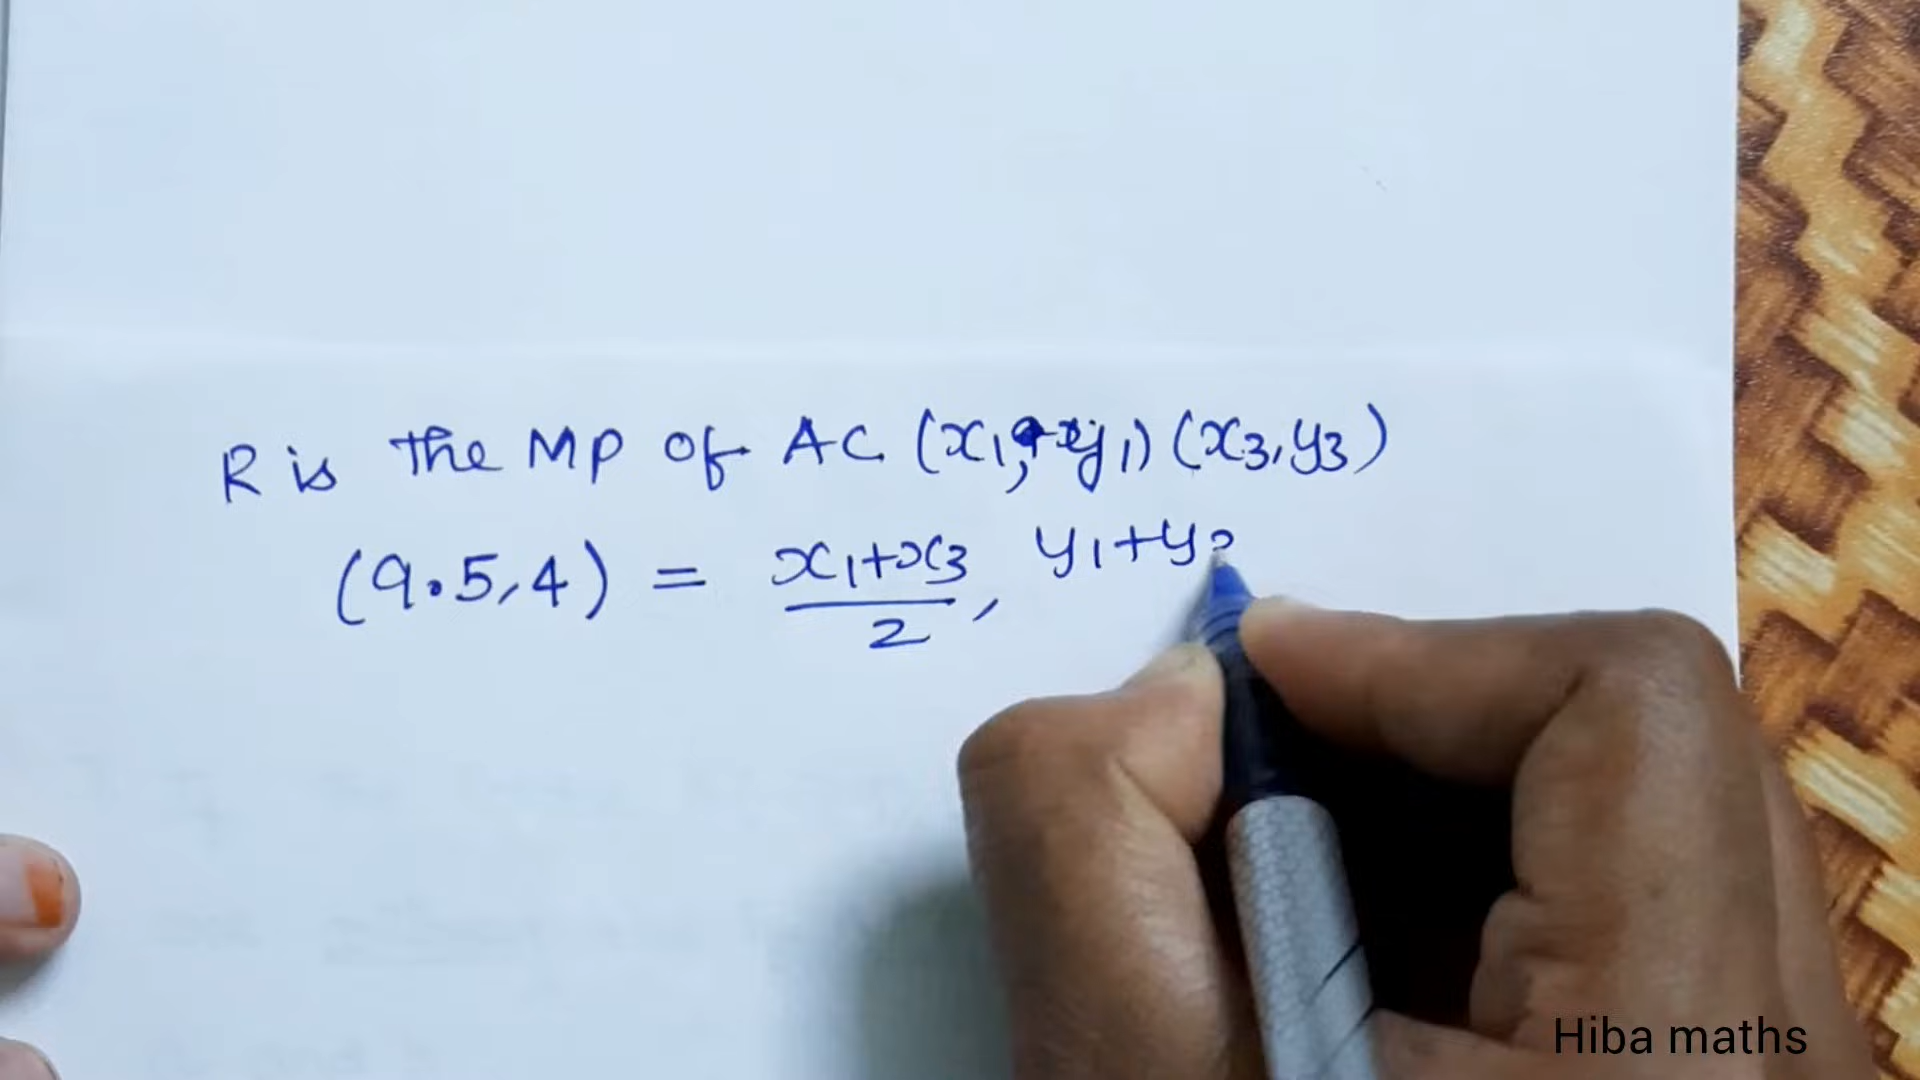 R is the MP of AC (x₁, y₁) (x₃, y₃)
(9.5, 4) = x₁+x₃/2, y₁+y
Hiba maths